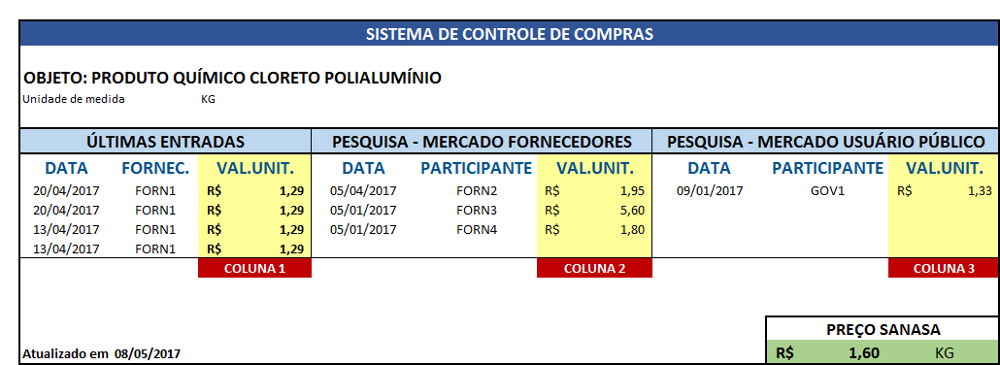 SISTEMA DE CONTROLE DE COMPRAS
OBJETO: PRODUTO QUÍMICO CLORETO POLIALUMÍNIO
Unidade de medida KG
ÚLTIMAS ENTRADAS PESQUISA - MERCADO FORNECEDORES PESQUISA - MERCADO USUÁRIO PÚBLICO
DATA FORNEC. VAL.UNIT. DATA PARTICIPANTE VAL.UNIT. DATA PARTICIPANTE VAL.UNIT.
20/04/2017 FORN1 R$ 1,29 05/04/2017 FORN2 R$ 1,95 09/01/2017 GOV1 R$ 1,33
20/04/2017 FORN1 R$ 1,29 05/01/2017 FORN3 R$ 5,60
13/04/2017 FORN1 R$ 1,29 05/01/2017 FORN4 R$ 1,80
13/04/2017 FORN1 R$ 1,29
COLUNA 1 COLUNA 2 COLUNA 3
PREÇO SANASA
Atualizado em 08/05/2017 R$ 1,60 KG